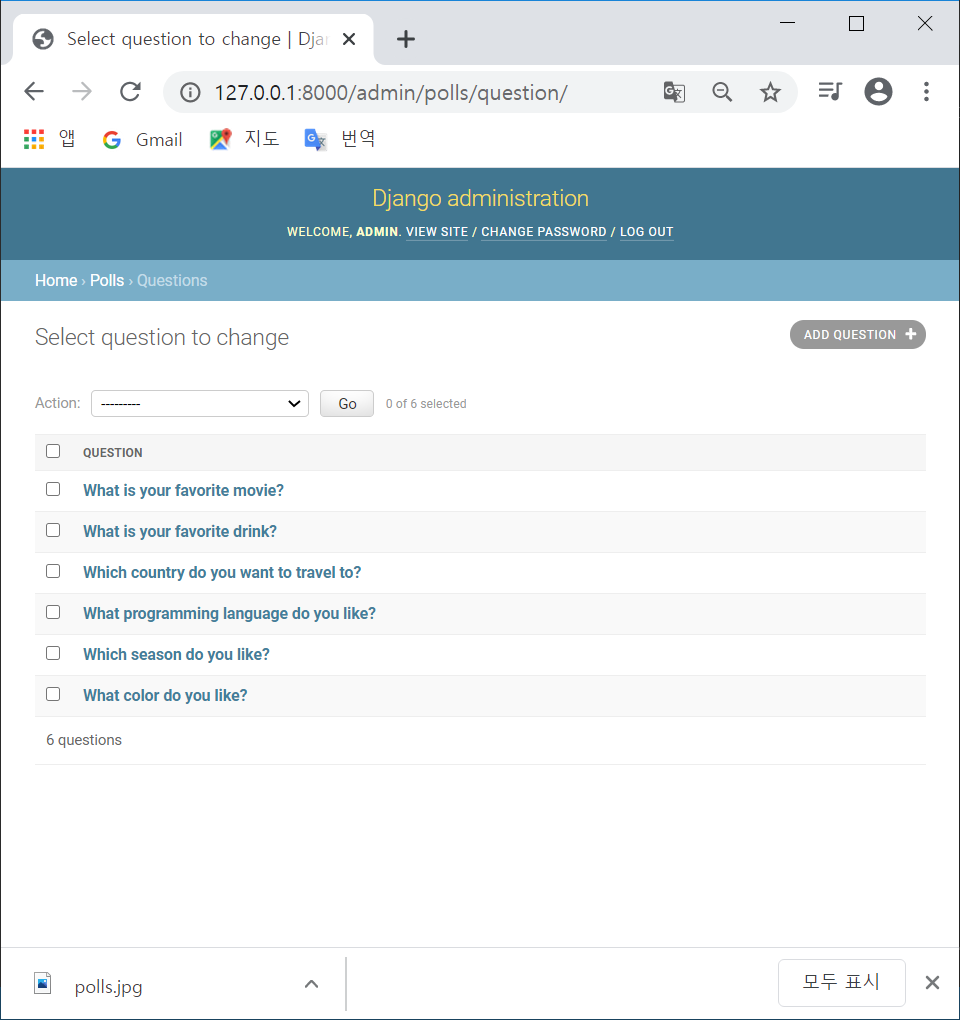 Select question to change | Djan
127.0.0.1:8000/admin/polls/question/
앱 Gmail 지도 번역
Django administration
WELCOME, ADMIN. VIEW SITE / CHANGE PASSWORD / LOG OUT
Home › Polls › Questions
Select question to change
ADD QUESTION +
Action: --------- Go 0 of 6 selected
QUESTION
What is your favorite movie?
What is your favorite drink?
Which country do you want to travel to?
What programming language do you like?
Which season do you like?
What color do you like?
6 questions
polls.jpg 모두 표시